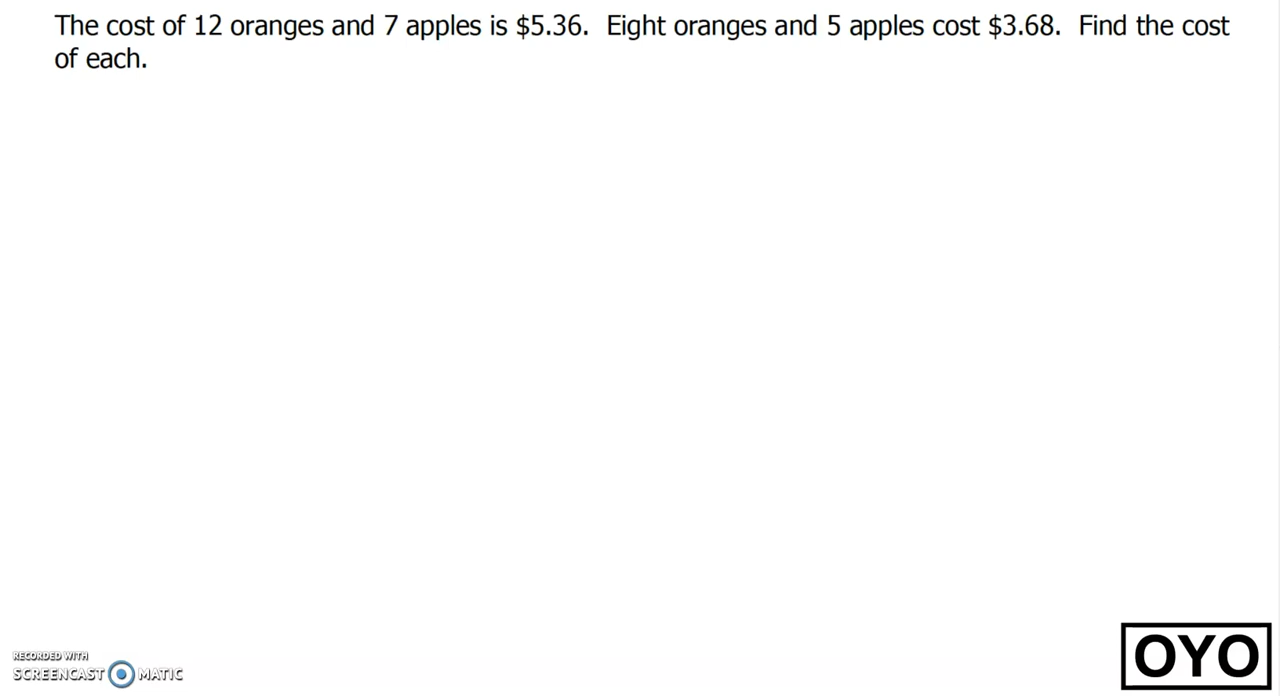 The cost of 12 oranges and 7 apples is $5.36.  Eight oranges and 5 apples cost $3.68.  Find the cost
of each.
RECORDED WITH
SCREENCAST MATIC
OYO